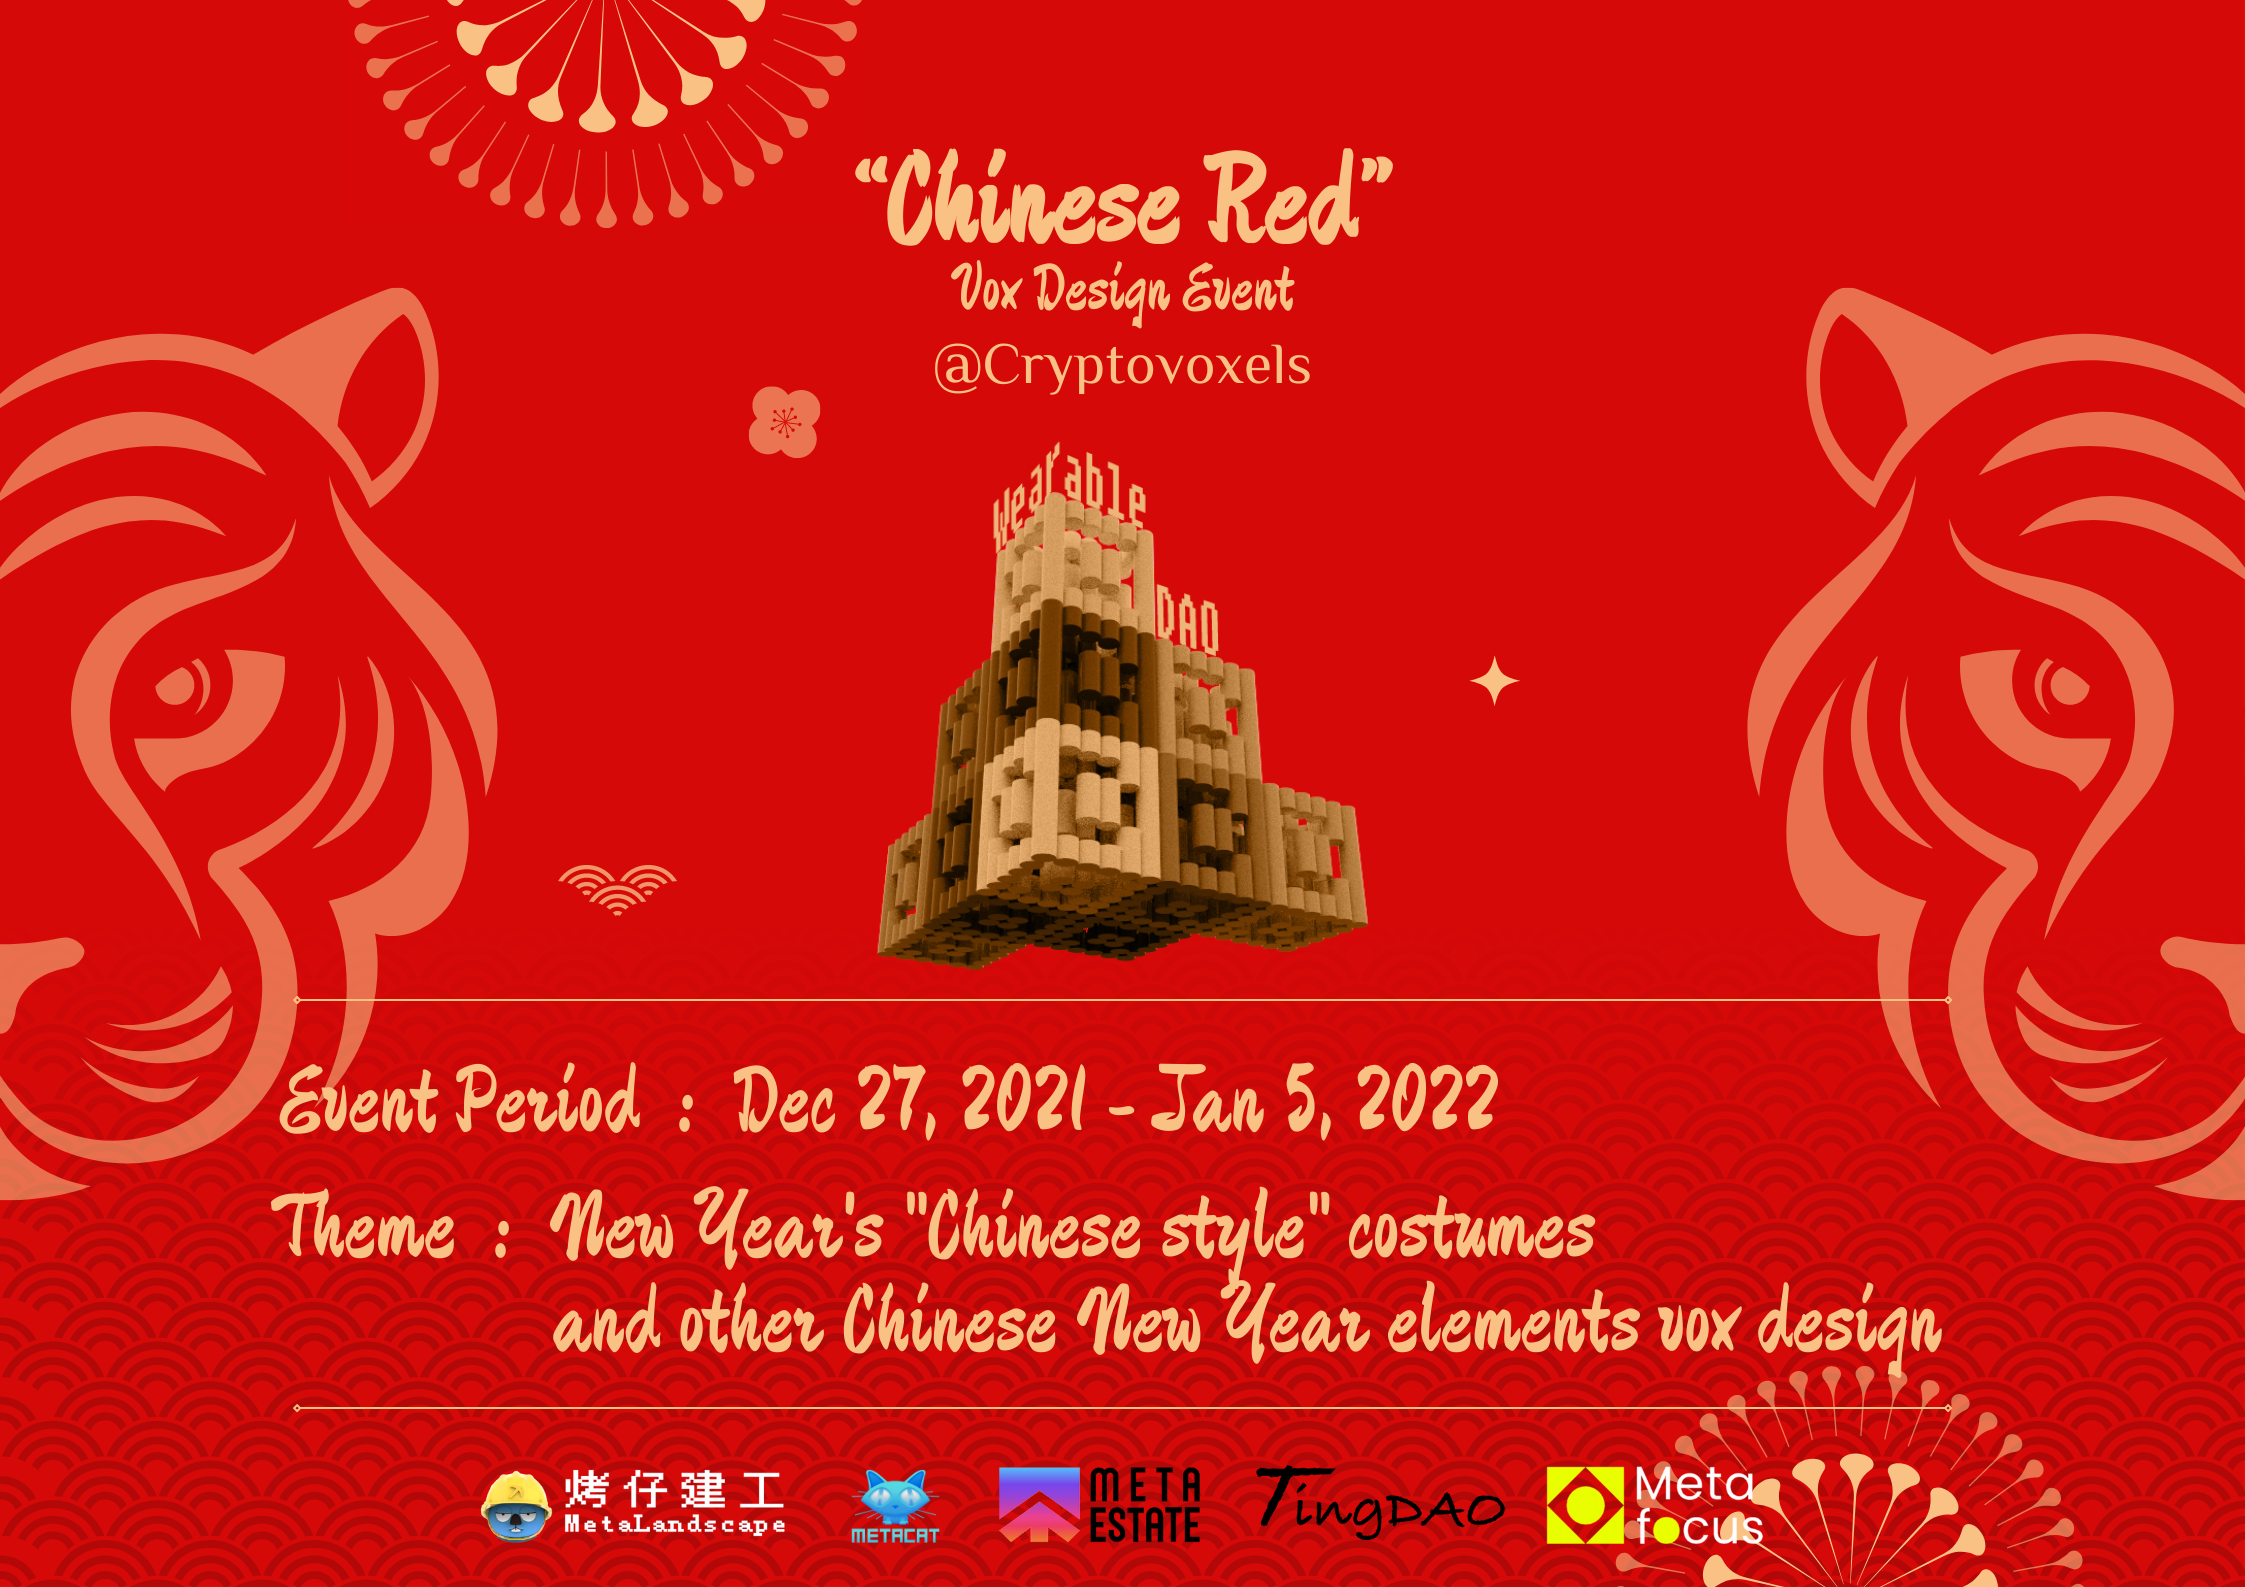 “Chinese Red”
Vox Design Event
@Cryptovoxels
Wearable
DAO
Event Period : Dec 27, 2021 - Jan 5, 2022
Theme : New Year's "Chinese style" costumes
and other Chinese New Year elements vox design
烤仔建工
MetaLandscape
METACAT
META
ESTATE
TingDAO
Meta
focus